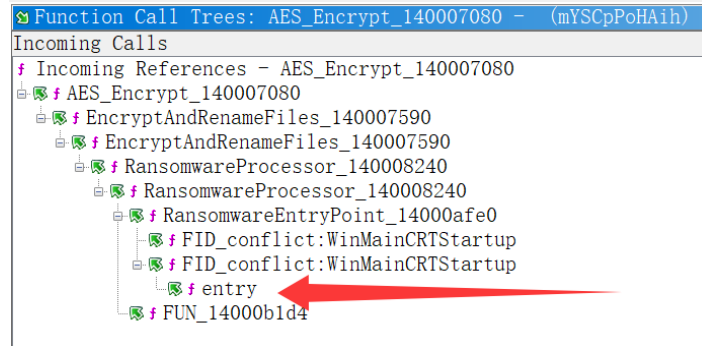 Function Call Trees: AES_Encrypt_140007080 - (mYSCpPoHAih)
Incoming Calls
f Incoming References - AES_Encrypt_140007080
f AES_Encrypt_140007080
f EncryptAndRenameFiles_140007590
f EncryptAndRenameFiles_140007590
f RansomwareProcessor_140008240
f RansomwareProcessor_140008240
f RansomwareEntryPoint_14000afe0
f FID_conflict:WinMainCRTStartup
f FID_conflict:WinMainCRTStartup
f entry
f FUN_14000b1d4